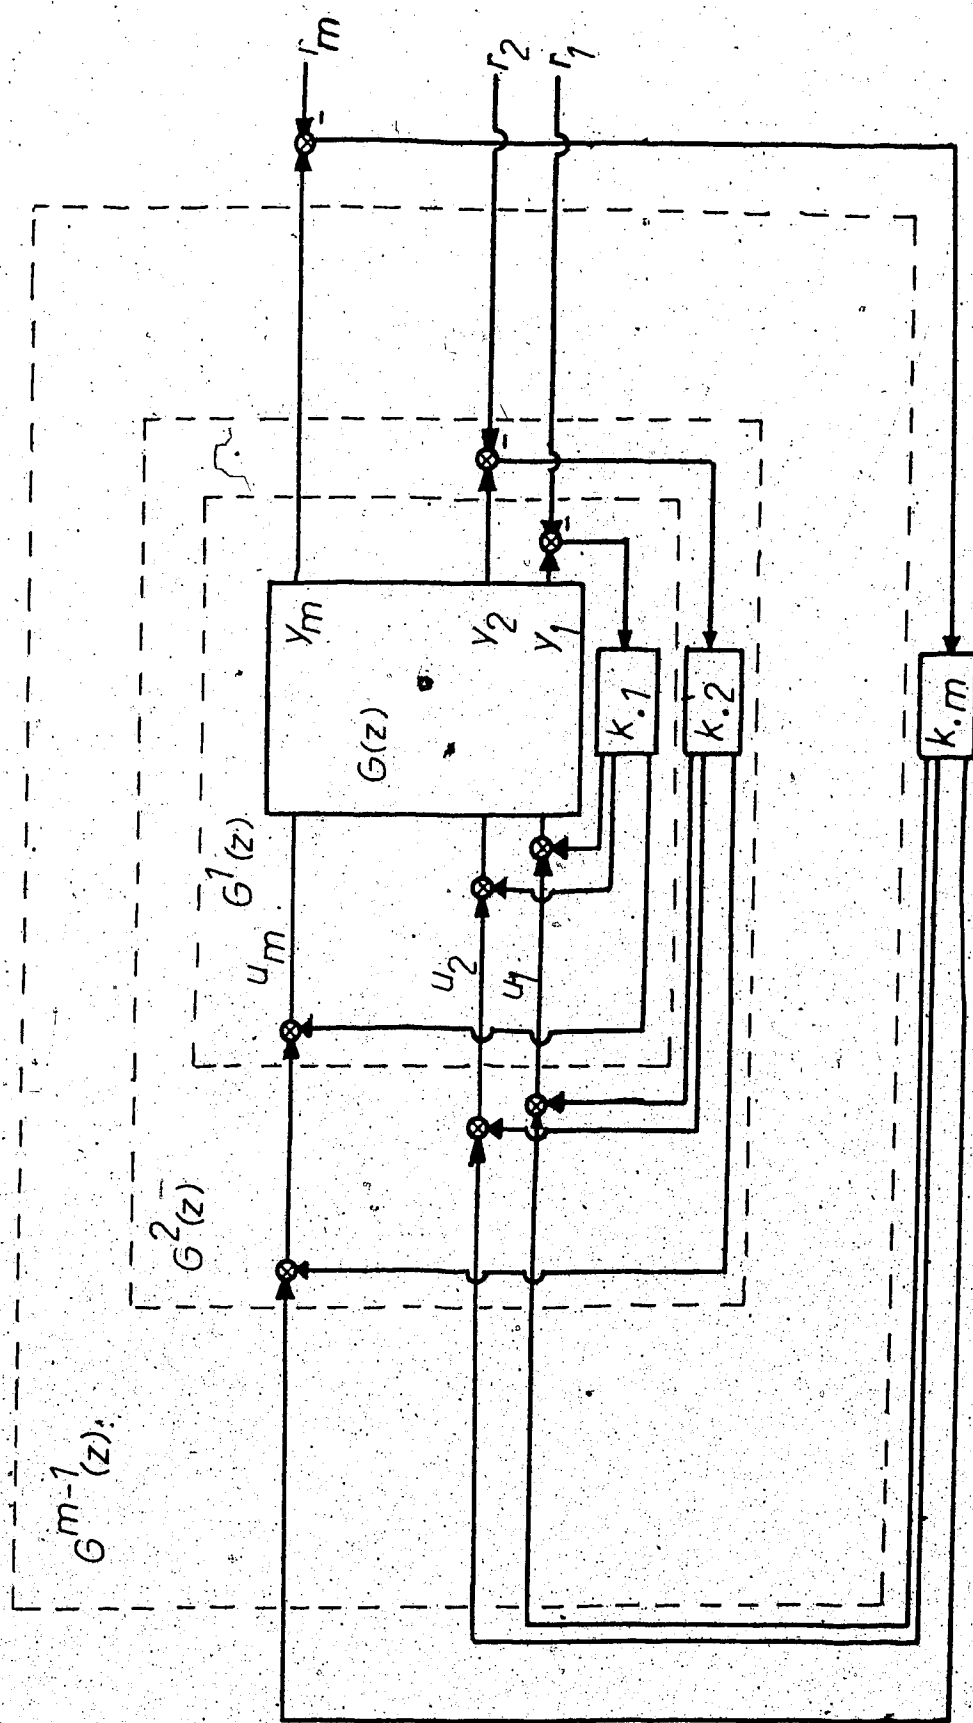 r_m
r_2
r_1
y_m
y_2
y_1
G(z)
k.1
k.2
k.m
G^1(z)
u_m
u_2
u_1
G^2(z)
G^{m-1}(z)